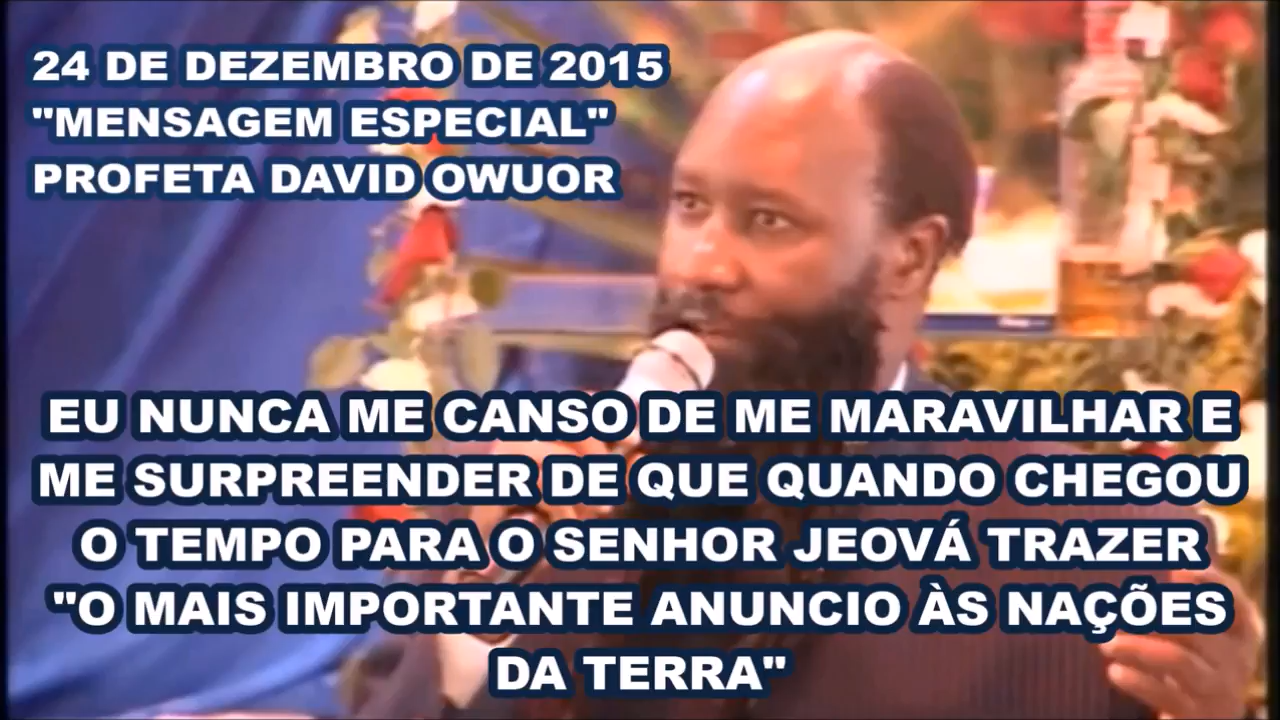 24 DE DEZEMBRO DE 2015
"MENSAGEM ESPECIAL"
PROFETA DAVID OWUOR
EU NUNCA ME CANSO DE ME MARAVILHAR E
ME SURPREENDER DE QUE QUANDO CHEGOU
O TEMPO PARA O SENHOR JEOVÁ TRAZER
"O MAIS IMPORTANTE ANUNCIO ÀS NAÇÕES
DA TERRA"